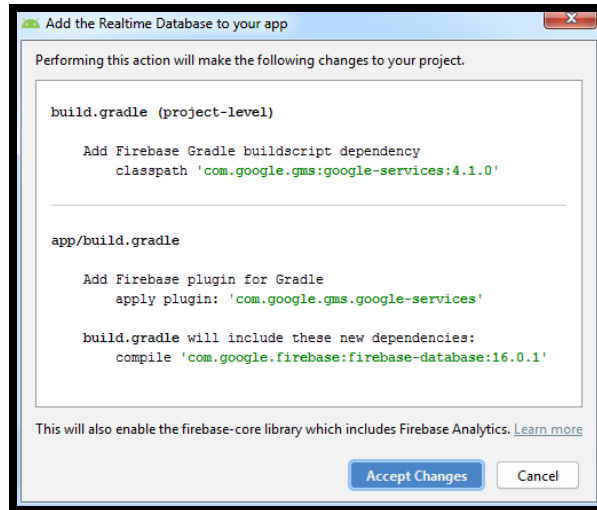 Add the Realtime Database to your app
Performing this action will make the following changes to your project.
build.gradle (project-level)
Add Firebase Gradle buildscript dependency
classpath 'com.google.gms:google-services:4.1.0'
app/build.gradle
Add Firebase plugin for Gradle
apply plugin: 'com.google.gms.google-services'
build.gradle will include these new dependencies:
compile 'com.google.firebase:firebase-database:16.0.1'
This will also enable the firebase-core library which includes Firebase Analytics. Learn more
Accept Changes Cancel